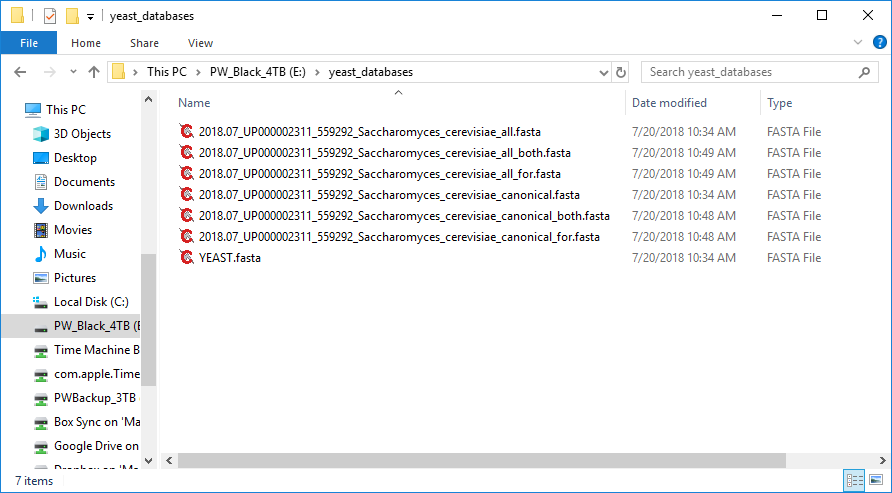 yeast_databases
File Home Share View
This PC PW_Black_4TB (E:) yeast_databases Search yeast_databases
Name Date modified Type
This PC
3D Objects
Desktop
Documents
Downloads
Movies
Music
Pictures
Local Disk (C:)
PW_Black_4TB (E
Time Machine B
com.apple.Time
PWBackup_3TB
Box Sync on 'Ma
Google Drive on
Dropbox on 'Ma
2018.07_UP000002311_559292_Saccharomyces_cerevisiae_all.fasta 7/20/2018 10:34 AM FASTA File
2018.07_UP000002311_559292_Saccharomyces_cerevisiae_all_both.fasta 7/20/2018 10:49 AM FASTA File
2018.07_UP000002311_559292_Saccharomyces_cerevisiae_all_for.fasta 7/20/2018 10:49 AM FASTA File
2018.07_UP000002311_559292_Saccharomyces_cerevisiae_canonical.fasta 7/20/2018 10:34 AM FASTA File
2018.07_UP000002311_559292_Saccharomyces_cerevisiae_canonical_both.fasta 7/20/2018 10:48 AM FASTA File
2018.07_UP000002311_559292_Saccharomyces_cerevisiae_canonical_for.fasta 7/20/2018 10:48 AM FASTA File
YEAST.fasta 7/20/2018 10:34 AM FASTA File
7 items